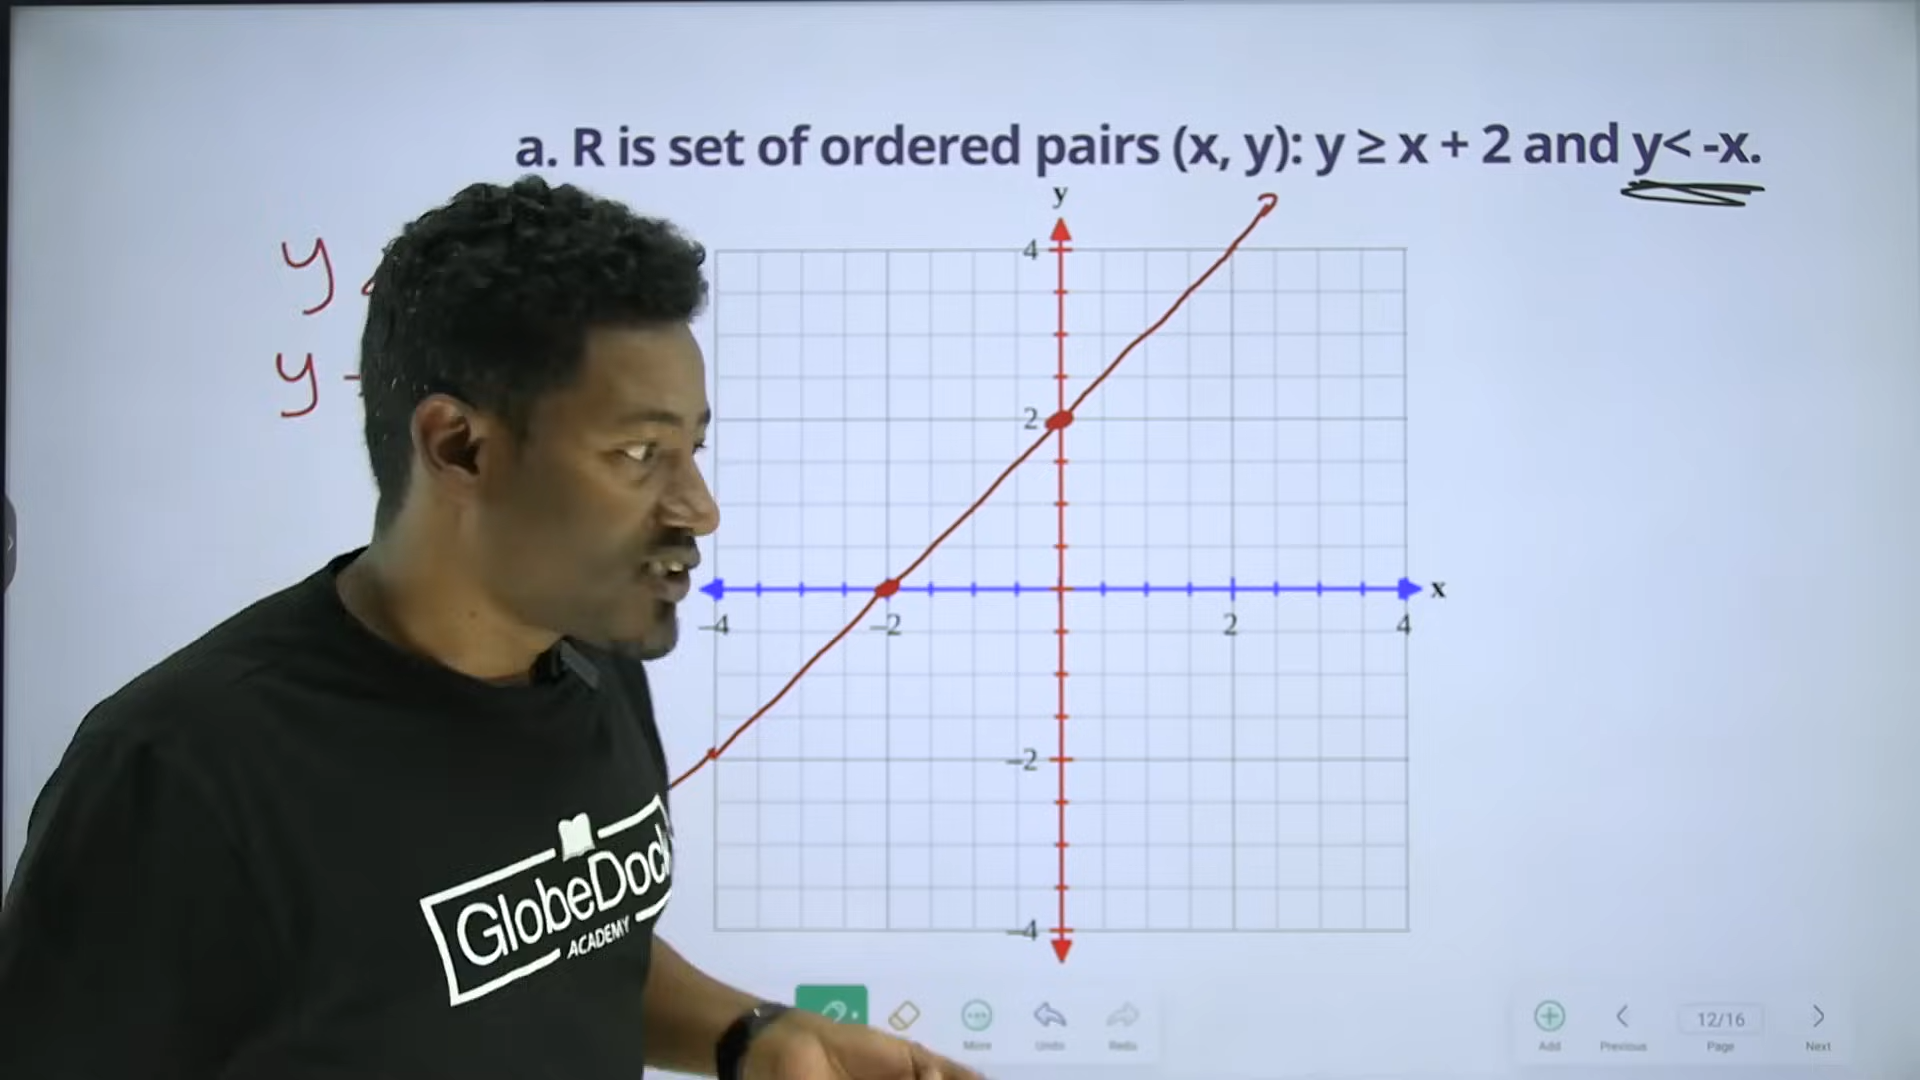 a. R is set of ordered pairs (x, y): y ≥ x + 2 and y< -x.
y
y
y
4
2
x
-4
-2
2
4
-2
-4
GlobeDock
ACADEMY
More
Undo
Redo
Add
Previous
12/16
Page
Next